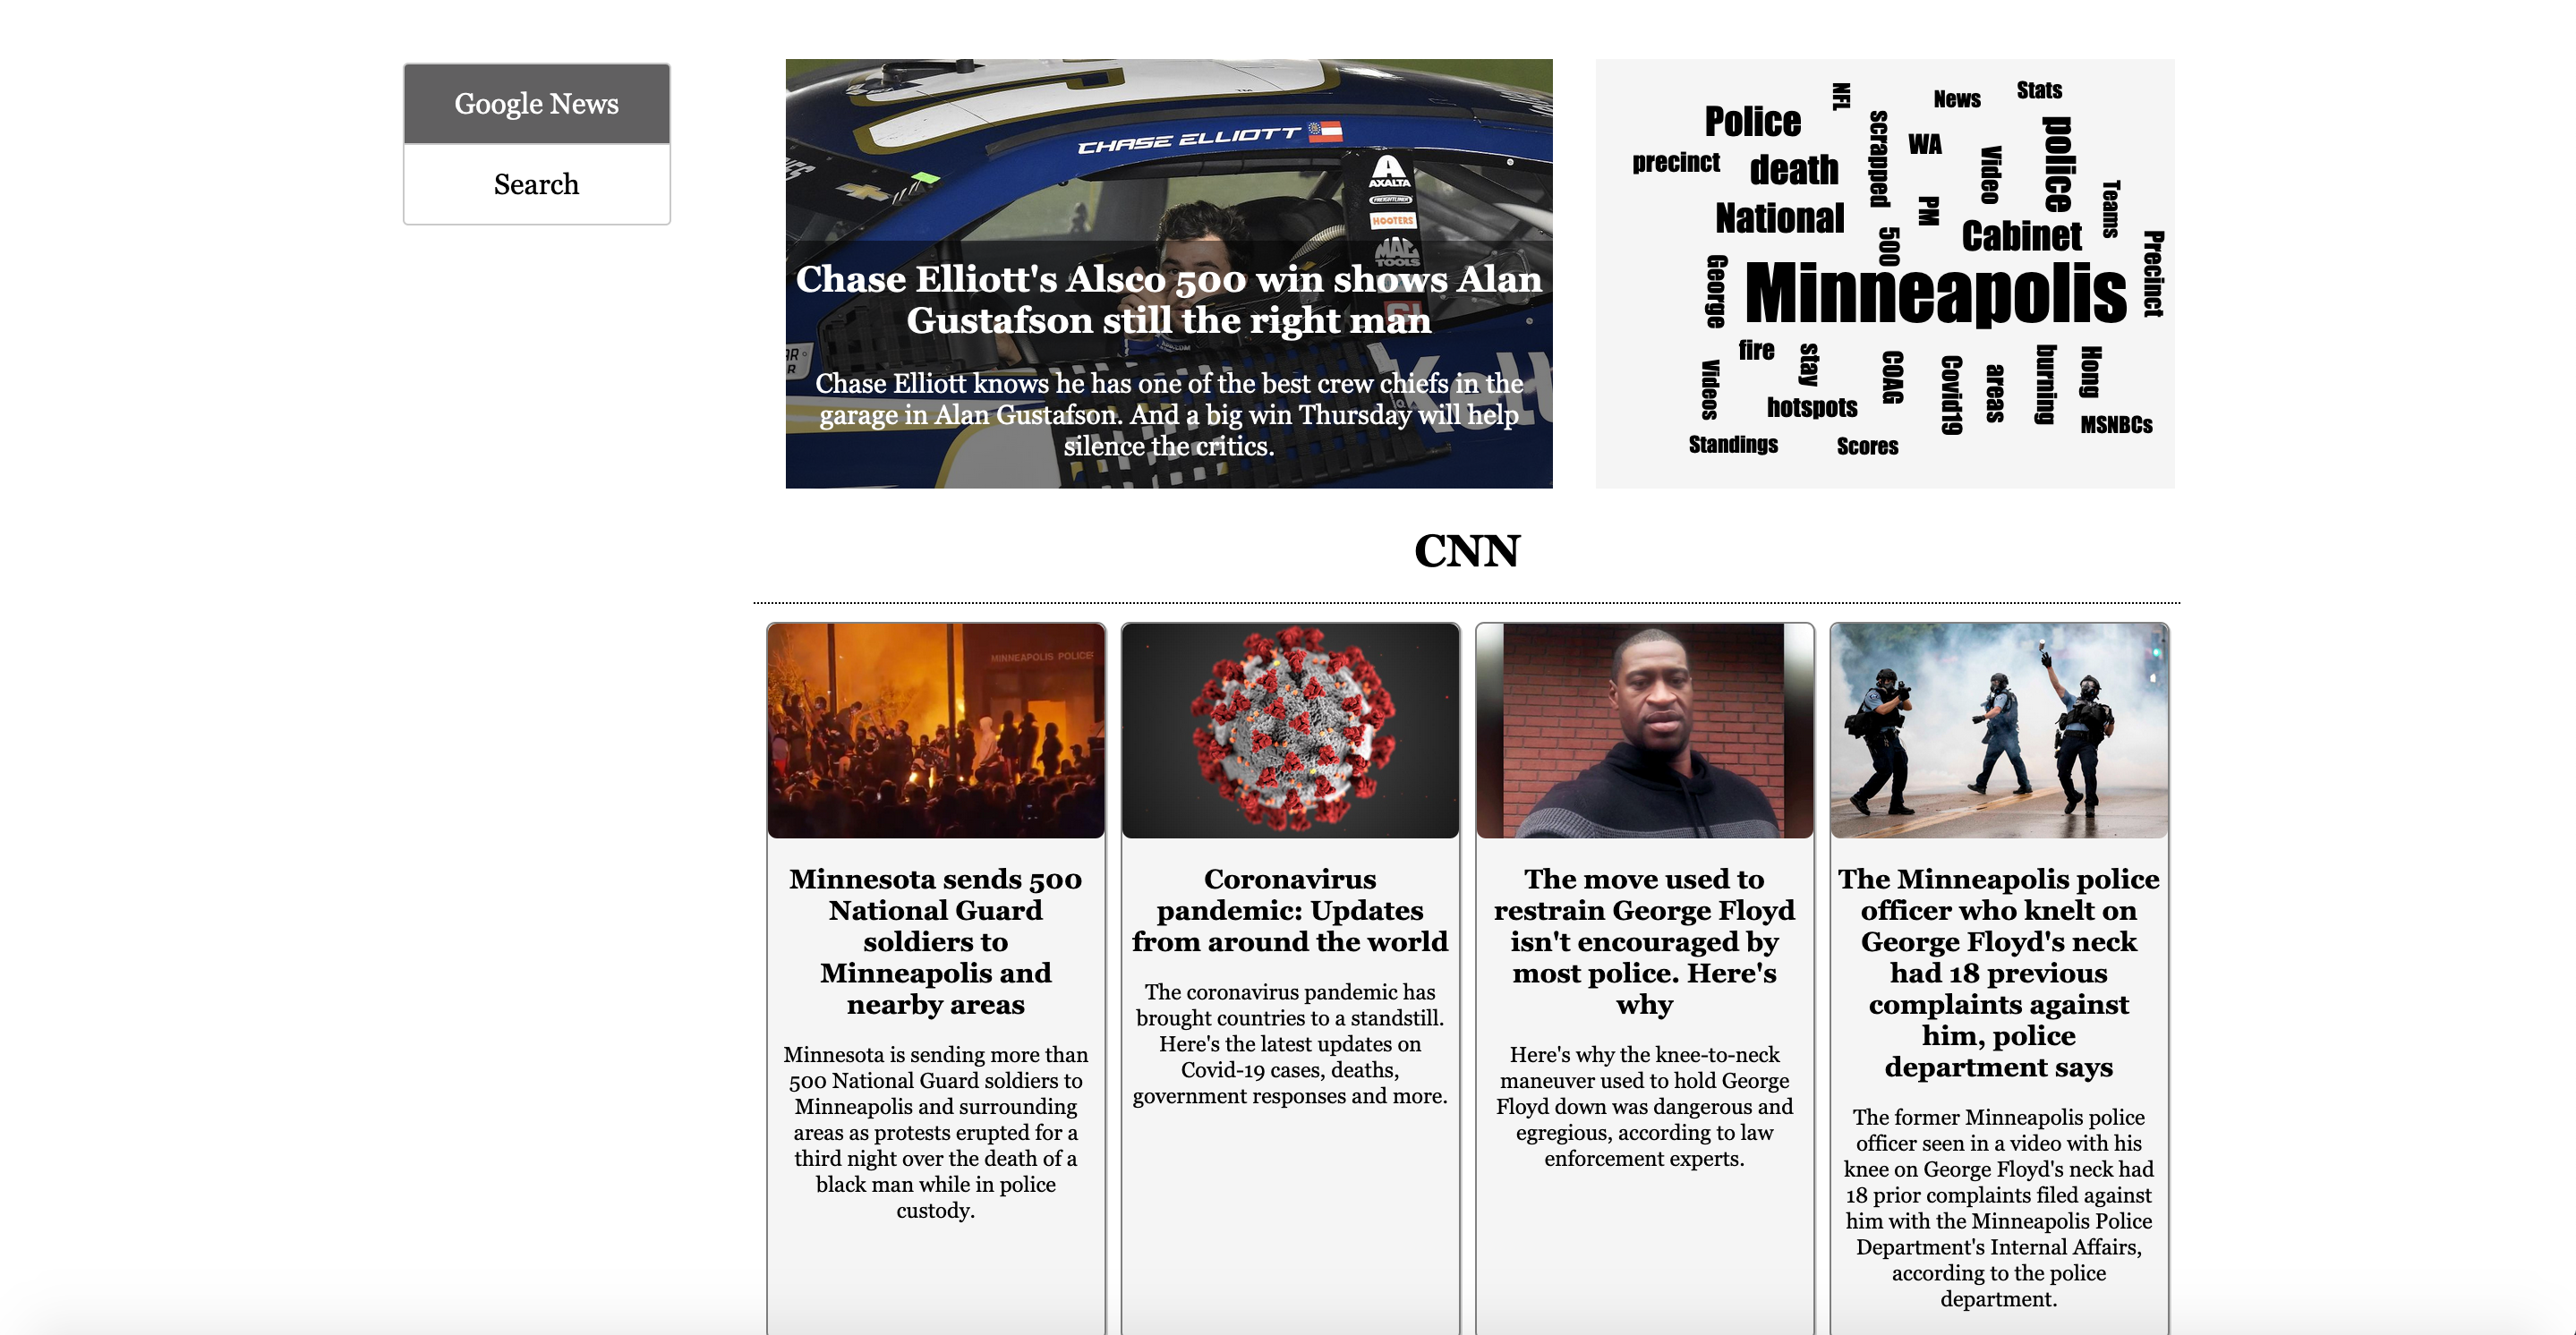 Google News
Search
CHASE ELLIOTT
AXALTA
FREIGHTLINER
HOOTERS
MAC
TOOLS
Chase Elliott's Alsco 500 win shows Alan
Gustafson still the right man
Chase Elliott knows he has one of the best crew chiefs in the
garage in Alan Gustafson. And a big win Thursday will help
silence the critics.
NFL
News
Stats
Police
scrapped
WA
Video
police
precinct
death
Teams
National
PM
500
Cabinet
Precinct
George
Minneapolis
fire
stay
Videos
COAG
Covid19
areas
burning
Hong
hotspots
MSNBCs
Standings
Scores
CNN
MINNEAPOLIS POLICE
Minnesota sends 500
National Guard
soldiers to
Minneapolis and
nearby areas
Minnesota is sending more than
500 National Guard soldiers to
Minneapolis and surrounding
areas as protests erupted for a
third night over the death of a
black man while in police
custody.
Coronavirus
pandemic: Updates
from around the world
The coronavirus pandemic has
brought countries to a standstill.
Here's the latest updates on
Covid-19 cases, deaths,
government responses and more.
The move used to
restrain George Floyd
isn't encouraged by
most police. Here's
why
Here's why the knee-to-neck
maneuver used to hold George
Floyd down was dangerous and
egregious, according to law
enforcement experts.
The Minneapolis police
officer who knelt on
George Floyd's neck
had 18 previous
complaints against
him, police
department says
The former Minneapolis police
officer seen in a video with his
knee on George Floyd's neck had
18 prior complaints filed against
him with the Minneapolis Police
Department's Internal Affairs,
according to the police
department.